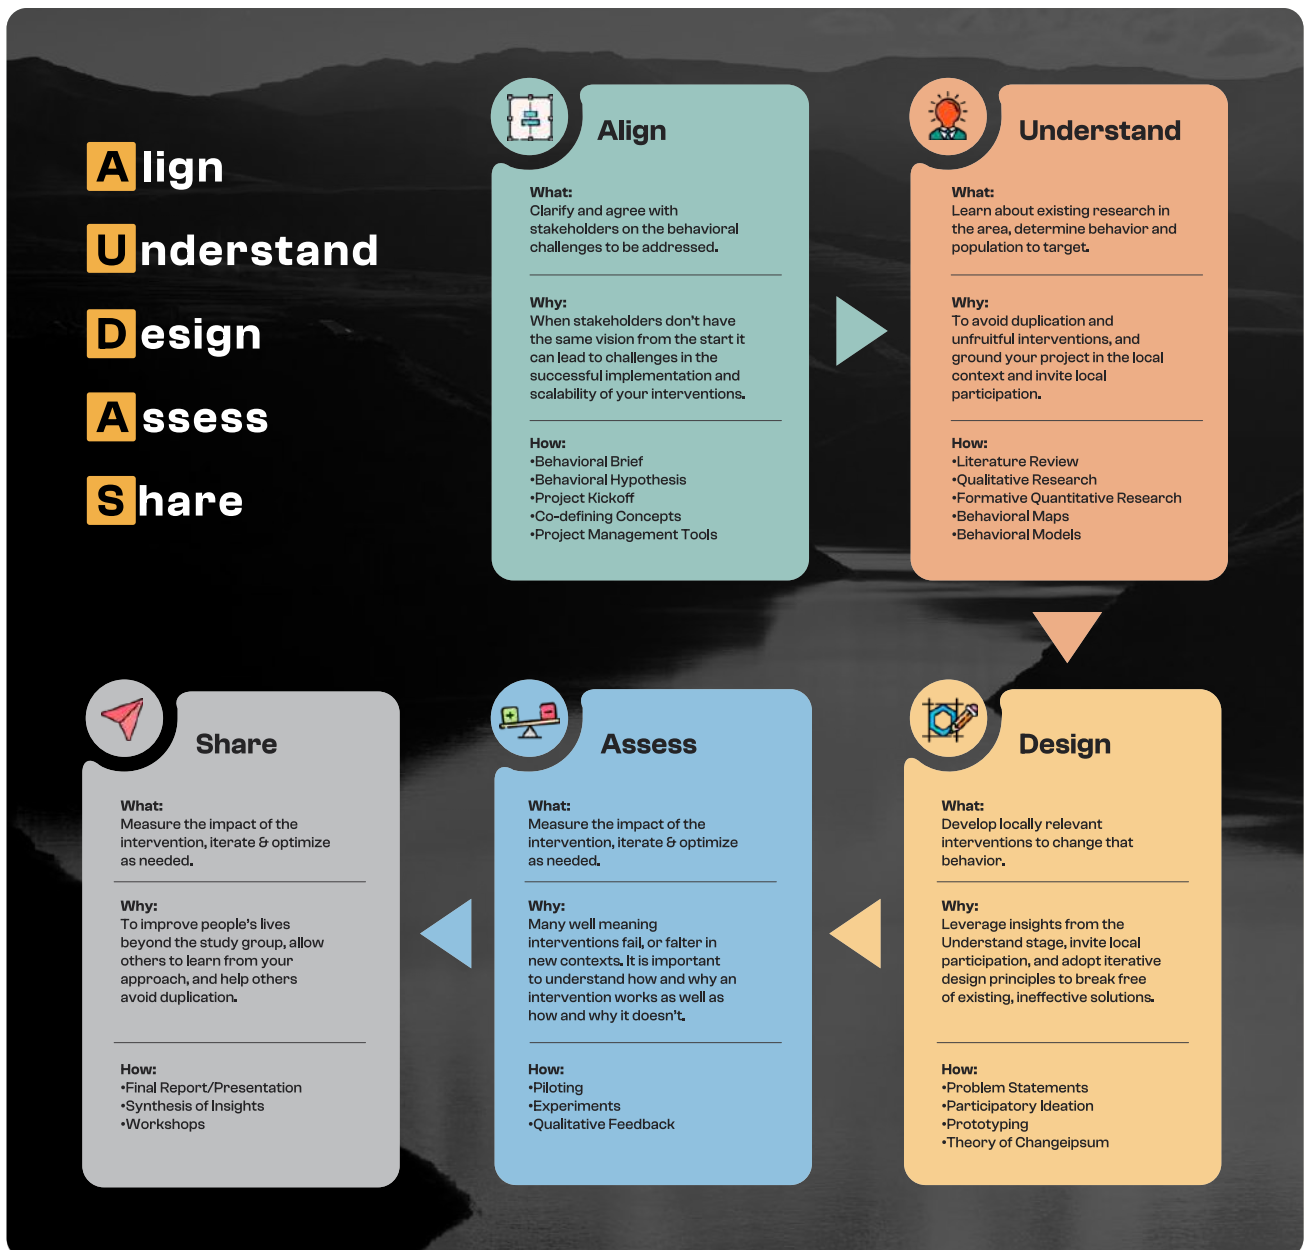 Align
Understand
Design
Assess
Share
Align
What:
Clarify and agree with
stakeholders on the behavioral
challenges to be addressed.
Why:
When stakeholders don't have
the same vision from the start it
can lead to challenges in the
successful implementation and
scalability of your interventions.
How:
•Behavioral Brief
•Behavioral Hypothesis
•Project Kickoff
•Co-defining Concepts
•Project Management Tools
Understand
What:
Learn about existing research in
the area, determine behavior and
population to target.
Why:
To avoid duplication and
unfruitful interventions, and
ground your project in the local
context and invite local
participation.
How:
•Literature Review
•Qualitative Research
•Formative Quantitative Research
•Behavioral Maps
•Behavioral Models
Design
What:
Develop locally relevant
interventions to change that
behavior.
Why:
Leverage insights from the
Understand stage, invite local
participation, and adopt iterative
design principles to break free
of existing, ineffective solutions.
How:
•Problem Statements
•Participatory Ideation
•Prototyping
•Theory of Changeipsum
Assess
What:
Measure the impact of the
intervention, iterate & optimize
as needed.
Why:
Many well meaning
interventions fail, or falter in
new contexts. It is important
to understand how and why an
intervention works as well as
how and why it doesn't.
How:
•Piloting
•Experiments
•Qualitative Feedback
Share
What:
Measure the impact of the
intervention, iterate & optimize
as needed.
Why:
To improve people's lives
beyond the study group, allow
others to learn from your
approach, and help others
avoid duplication.
How:
•Final Report/Presentation
•Synthesis of Insights
•Workshops